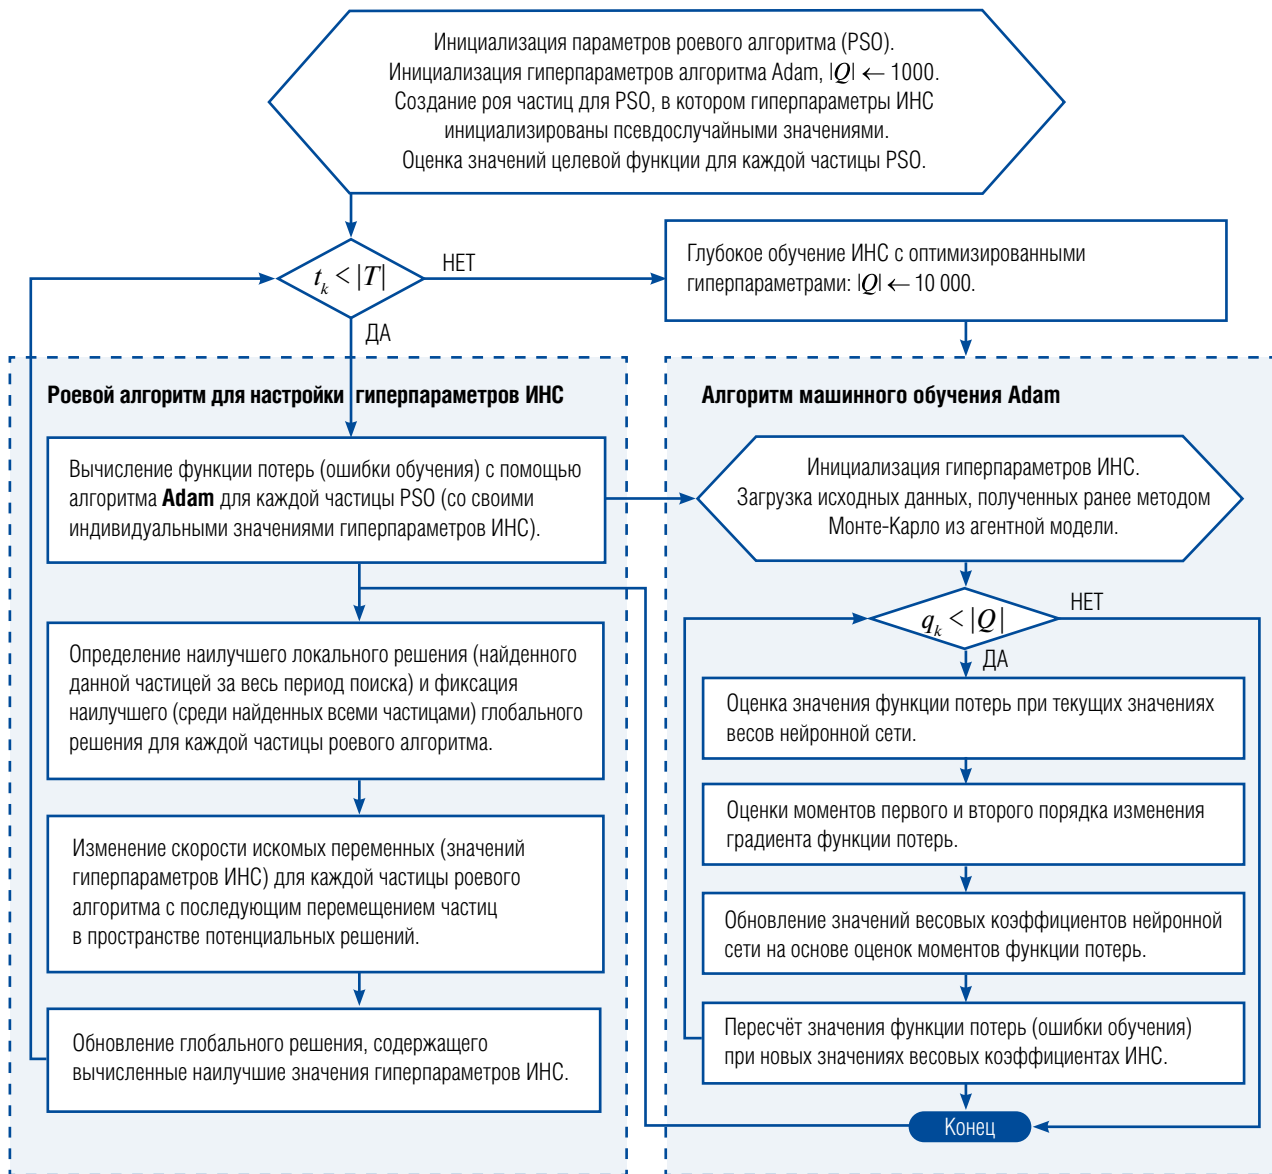 Инициализация параметров роевого алгоритма (PSO).
Инициализация гиперпараметров алгоритма Adam, |Q| ← 1000.
Создание роя частиц для PSO, в котором гиперпараметры ИНС
инициализированы псевдослучайными значениями.
Оценка значений целевой функции для каждой частицы PSO.
t_k < |T|
НЕТ
ДА
Глубокое обучение ИНС с оптимизированными
гиперпараметрами: |Q| ← 10 000.
Роевой алгоритм для настройки гиперпараметров ИНС
Вычисление функции потерь (ошибки обучения) с помощью
алгоритма Adam для каждой частицы PSO (со своими
индивидуальными значениями гиперпараметров ИНС).
Определение наилучшего локального решения (найденного
данной частицей за весь период поиска) и фиксация
наилучшего (среди найденных всеми частицами) глобального
решения для каждой частицы роевого алгоритма.
Изменение скорости искомых переменных (значений
гиперпараметров ИНС) для каждой частицы роевого
алгоритма с последующим перемещением частиц
в пространстве потенциальных решений.
Обновление глобального решения, содержащего
вычисленные наилучшие значения гиперпараметров ИНС.
Алгоритм машинного обучения Adam
Инициализация гиперпараметров ИНС.
Загрузка исходных данных, полученных ранее методом
Монте-Карло из агентной модели.
q_k < |Q|
НЕТ
ДА
Оценка значения функции потерь при текущих значениях
весов нейронной сети.
Оценки моментов первого и второго порядка изменения
градиента функции потерь.
Обновление значений весовых коэффициентов нейронной
сети на основе оценок моментов функции потерь.
Пересчёт значения функции потерь (ошибки обучения)
при новых значениях весовых коэффициентах ИНС.
Конец